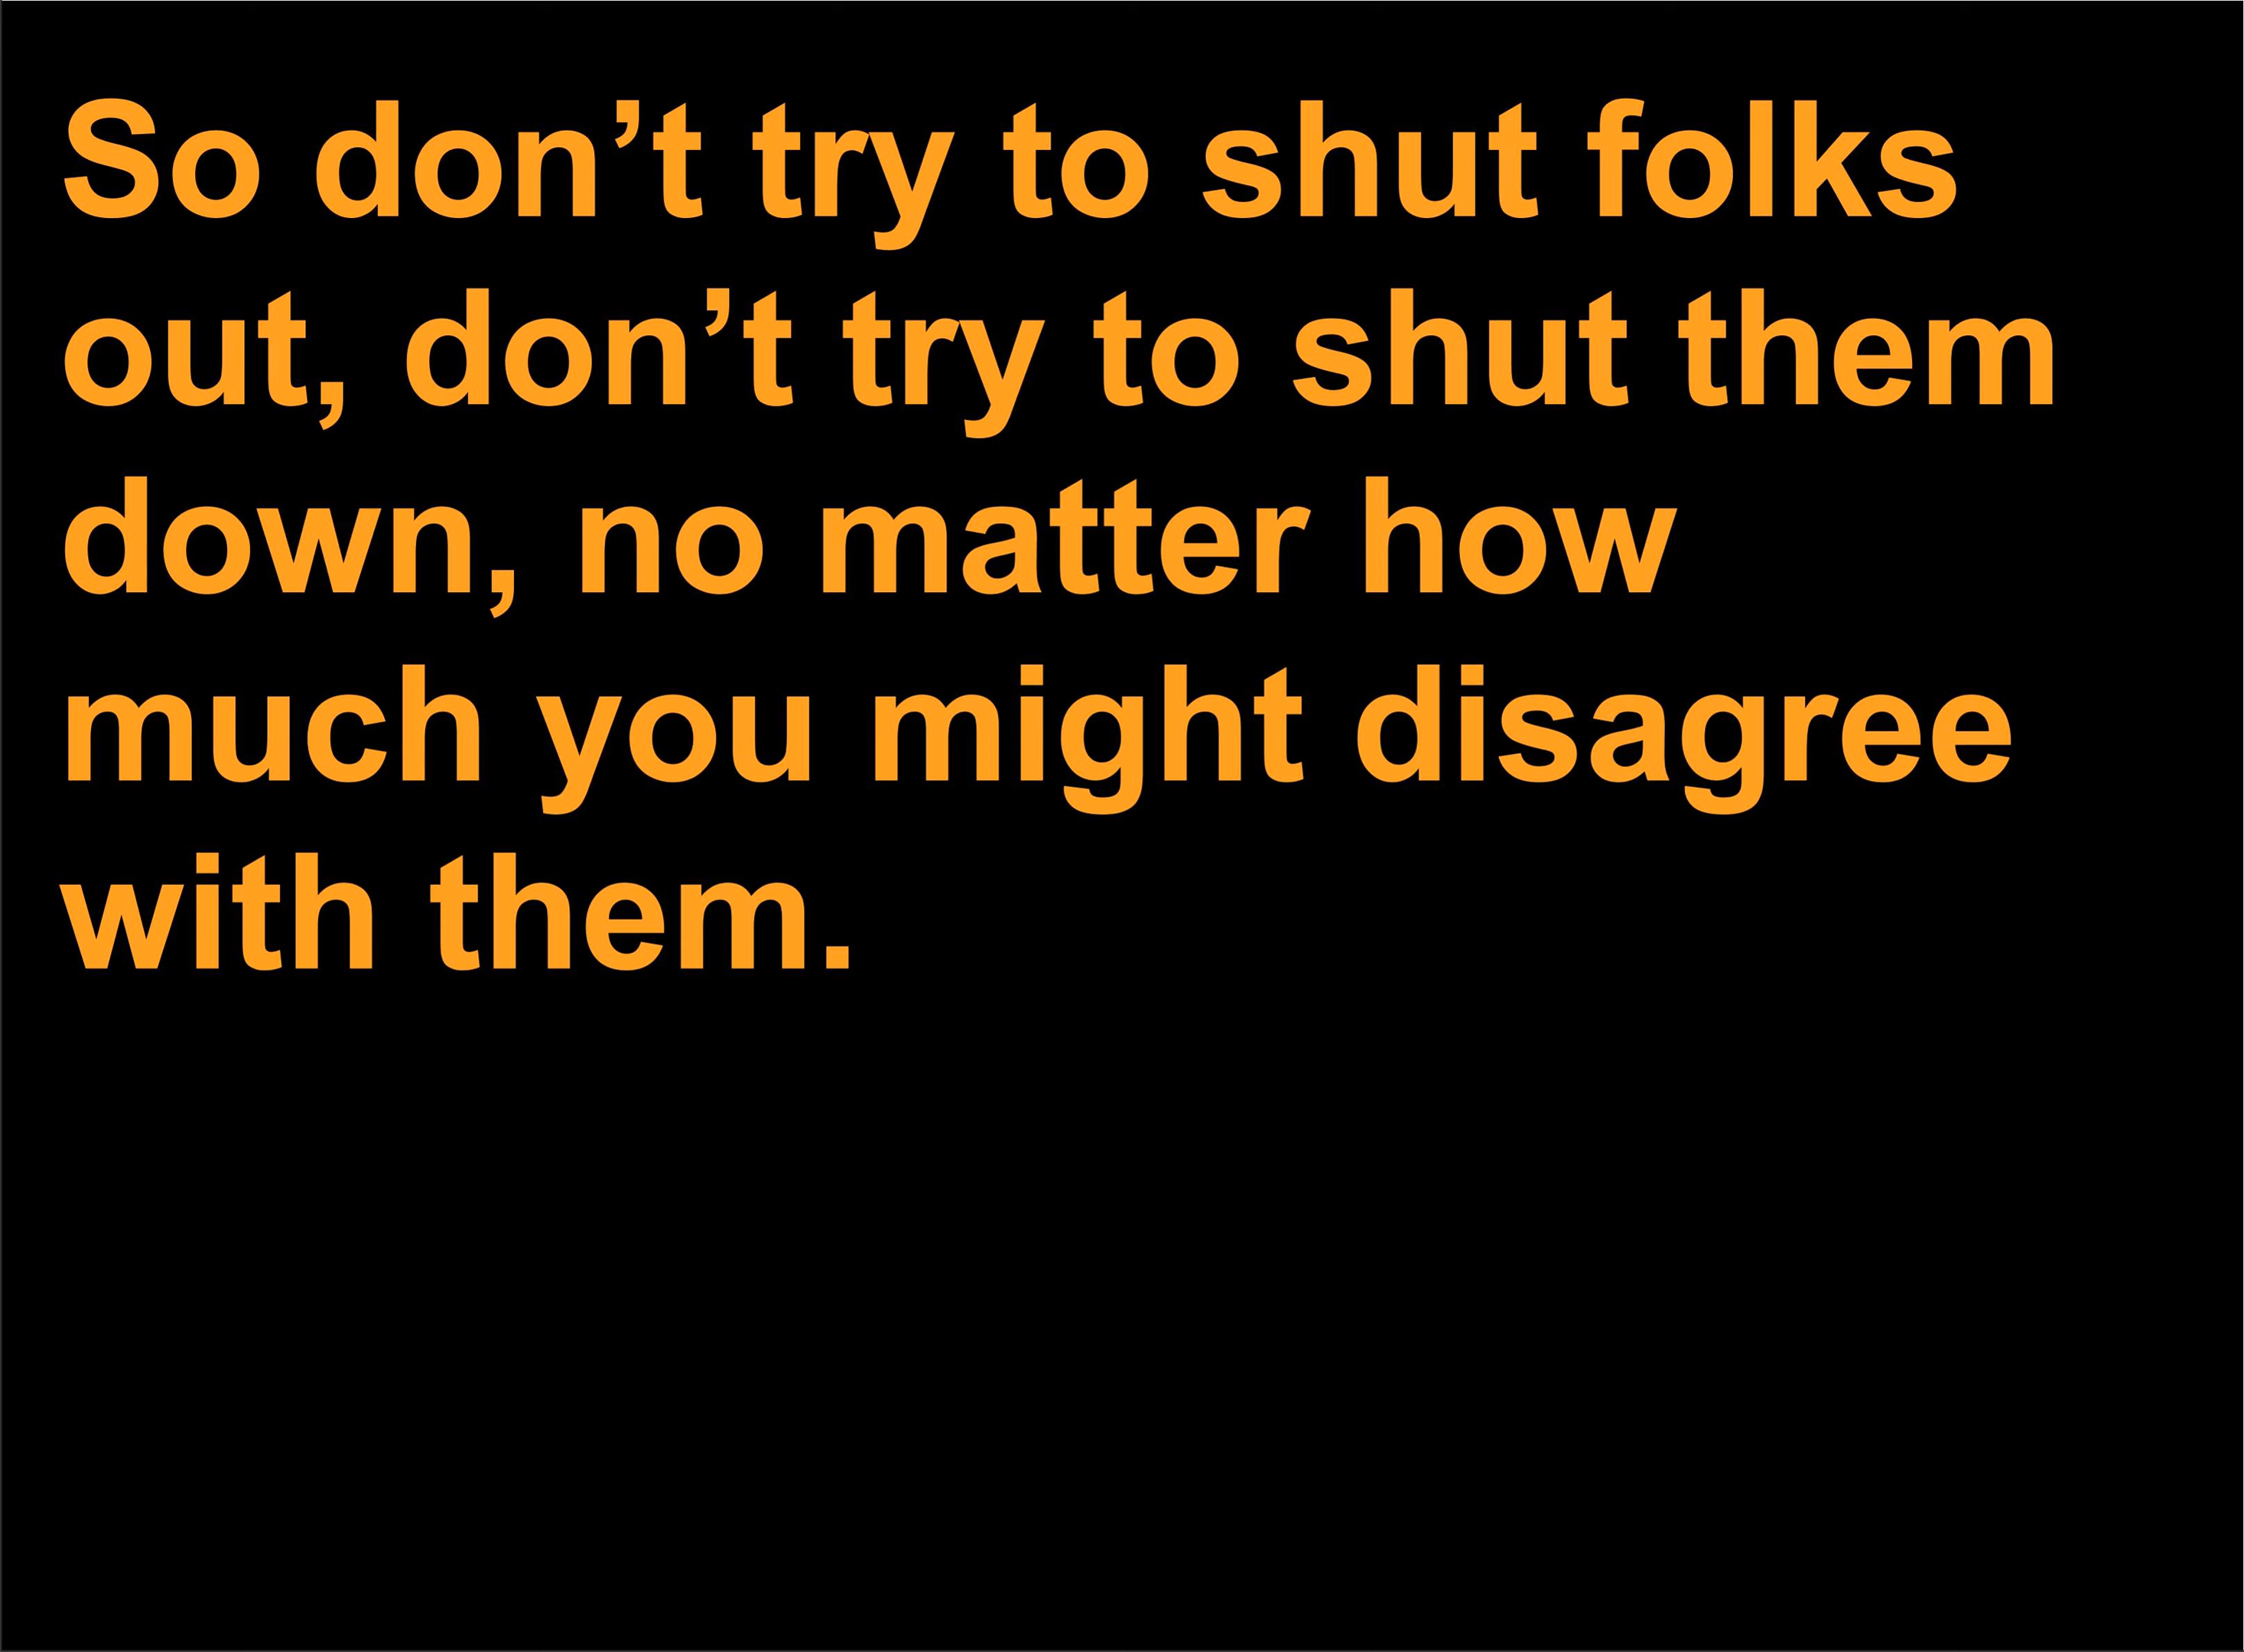 So don’t try to shut folks
out, don’t try to shut them
down, no matter how
much you might disagree
with them.